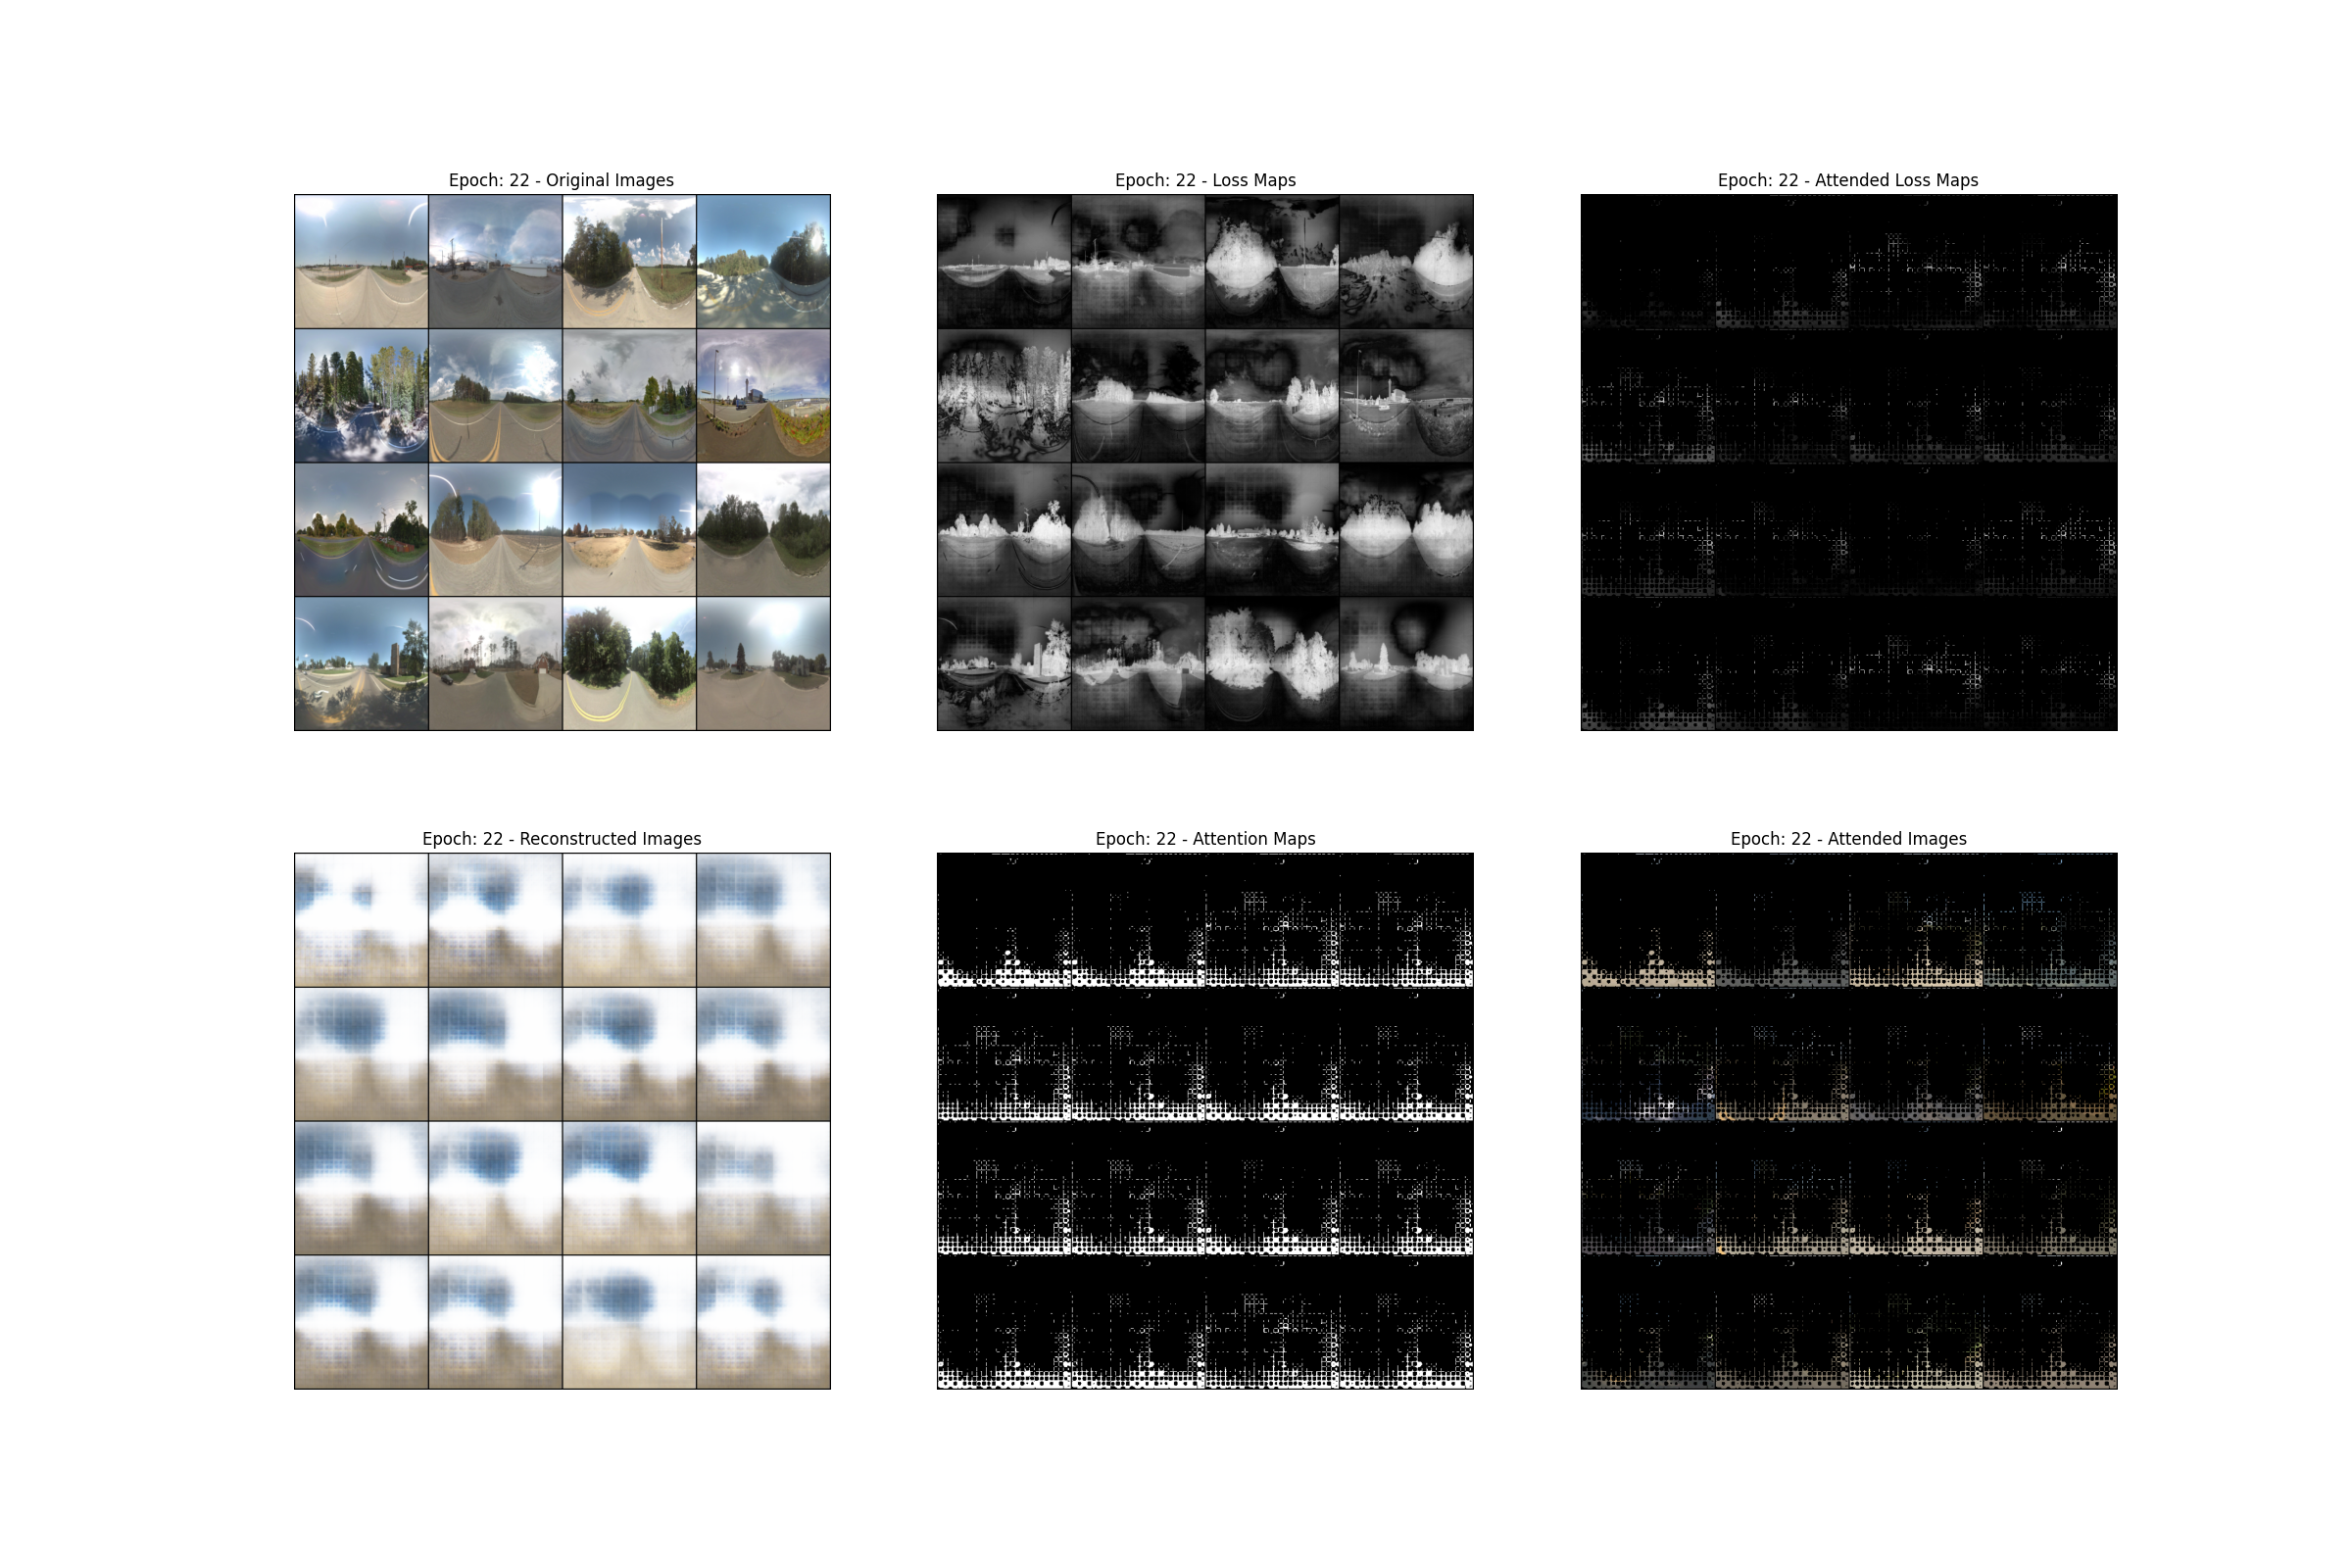 Epoch: 22 - Original Images
Epoch: 22 - Loss Maps
Epoch: 22 - Attended Loss Maps
Epoch: 22 - Reconstructed Images
Epoch: 22 - Attention Maps
Epoch: 22 - Attended Images